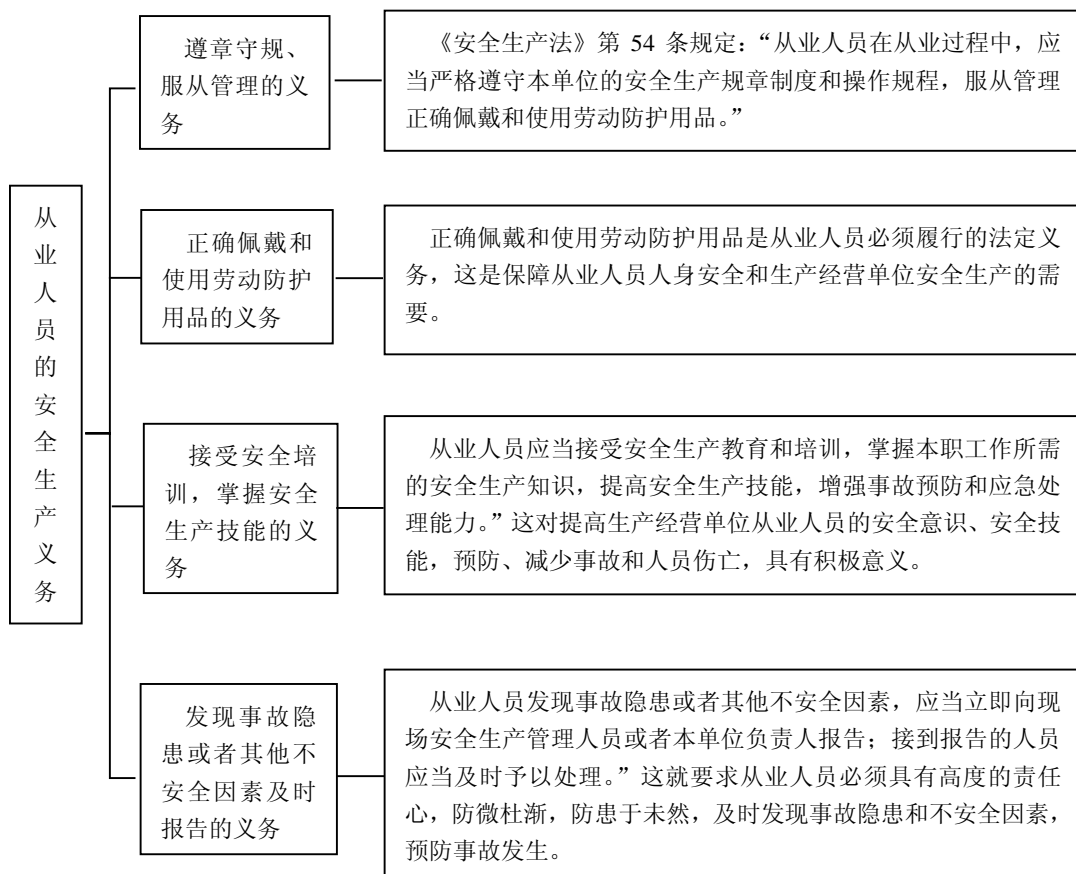 从业人员的安全生产义务
遵章守规、
服从管理的义
务
《安全生产法》第 54 条规定：“从业人员在从业过程中，应
当严格遵守本单位的安全生产规章制度和操作规程，服从管理
正确佩戴和使用劳动防护用品。”
正确佩戴和
使用劳动防护
用品的义务
正确佩戴和使用劳动防护用品是从业人员必须履行的法定义
务，这是保障从业人员人身安全和生产经营单位安全生产的需
要。
接受安全培
训，掌握安全
生产技能的义
务
从业人员应当接受安全生产教育和培训，掌握本职工作所需
的安全生产知识，提高安全生产技能，增强事故预防和应急处
理能力。”这对提高生产经营单位从业人员的安全意识、安全技
能，预防、减少事故和人员伤亡，具有积极意义。
发现事故隐
患或者其他不
安全因素及时
报告的义务
从业人员发现事故隐患或者其他不安全因素，应当立即向现
场安全生产管理人员或者本单位负责人报告；接到报告的人员
应当及时予以处理。”这就要求从业人员必须具有高度的责任
心，防微杜渐，防患于未然，及时发现事故隐患和不安全因素，
预防事故发生。